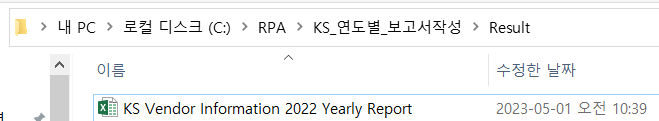 내 PC > 로컬 디스크 (C:) > RPA > KS_연도별_보고서작성 > Result
이름 수정한 날짜
KS Vendor Information 2022 Yearly Report 2023-05-01 오전 10:39